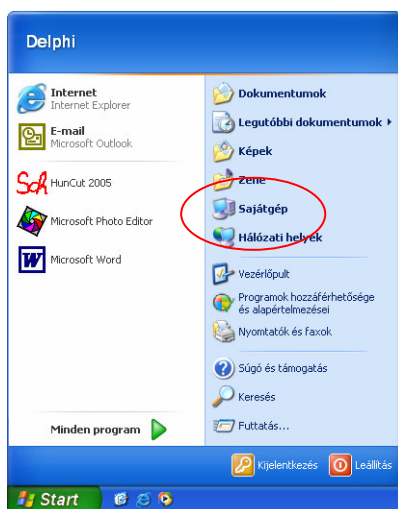 Delphi
Internet
Internet Explorer
E-mail
Microsoft Outlook
HunCut 2005
Microsoft Photo Editor
Microsoft Word
Minden program
Dokumentumok
Legutóbbi dokumentumok
Képek
Zene
Sajátgép
Hálózati helyek
Vezérlőpult
Programok hozzáférhetősége
és alapértelmezései
Nyomtatók és faxok
Súgó és támogatás
Keresés
Futtatás...
Kijelentkezés
Leállítás
Start